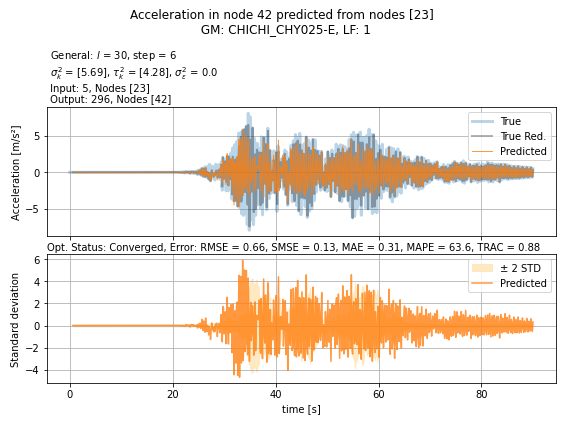 Acceleration in node 42 predicted from nodes [23]
GM: CHICHI_CHY025-E, LF: 1
General: l = 30, step = 6
σ²ₖ = [5.69], τ²ₖ = [4.28], σ²ε = 0.0
Input: 5, Nodes [23]
Output: 296, Nodes [42]
True
True Red.
Predicted
Acceleration [m/s²]
5
0
−5
Opt. Status: Converged, Error: RMSE = 0.66, SMSE = 0.13, MAE = 0.31, MAPE = 63.6, TRAC = 0.88
± 2 STD
Predicted
Standard deviation
6
4
2
0
−2
−4
0 20 40 60 80
time [s]